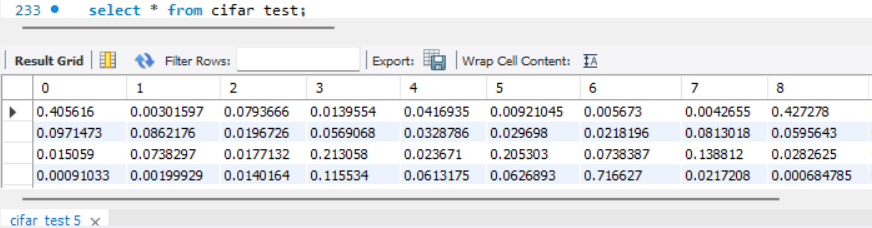 233 select * from cifar test;
Result Grid Filter Rows: Export: Wrap Cell Content: IA
0 1 2 3 4 5 6 7 8
0.405616 0.00301597 0.0793666 0.0139554 0.0416935 0.00921045 0.005673 0.0042655 0.427278
0.0971473 0.0862176 0.0196726 0.0569068 0.0328786 0.029698 0.0218196 0.0813018 0.0595643
0.015059 0.0738297 0.0177132 0.213058 0.023671 0.205303 0.0738387 0.138812 0.0282625
0.00091033 0.00199929 0.0140164 0.115534 0.0613175 0.0626893 0.716627 0.0217208 0.000684785
cifar test 5